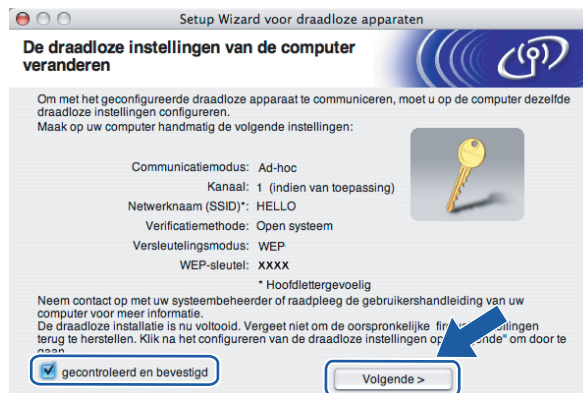 Setup Wizard voor draadloze apparaten
De draadloze instellingen van de computer
veranderen
Om met het geconfigureerde draadloze apparaat te communiceren, moet u op de computer dezelfde
draadloze instellingen configureren.
Maak op uw computer handmatig de volgende instellingen:
Communicatiemodus: Ad-hoc
Kanaal: 1 (indien van toepassing)
Netwerknaam (SSID)*: HELLO
Verificatiemethode: Open systeem
Versleutelingsmodus: WEP
WEP-sleutel: XXXX
* Hoofdlettergevoelig
Neem contact op met uw systeembeheerder of raadpleeg de gebruikershandleiding van uw
computer voor meer informatie.
De draadloze installatie is nu voltooid. Vergeet niet om de oorspronkelijke
terug te herstellen. Klik na het configureren van de draadloze instellingen om door te
gaan.
gecontroleerd en bevestigd
Volgende >